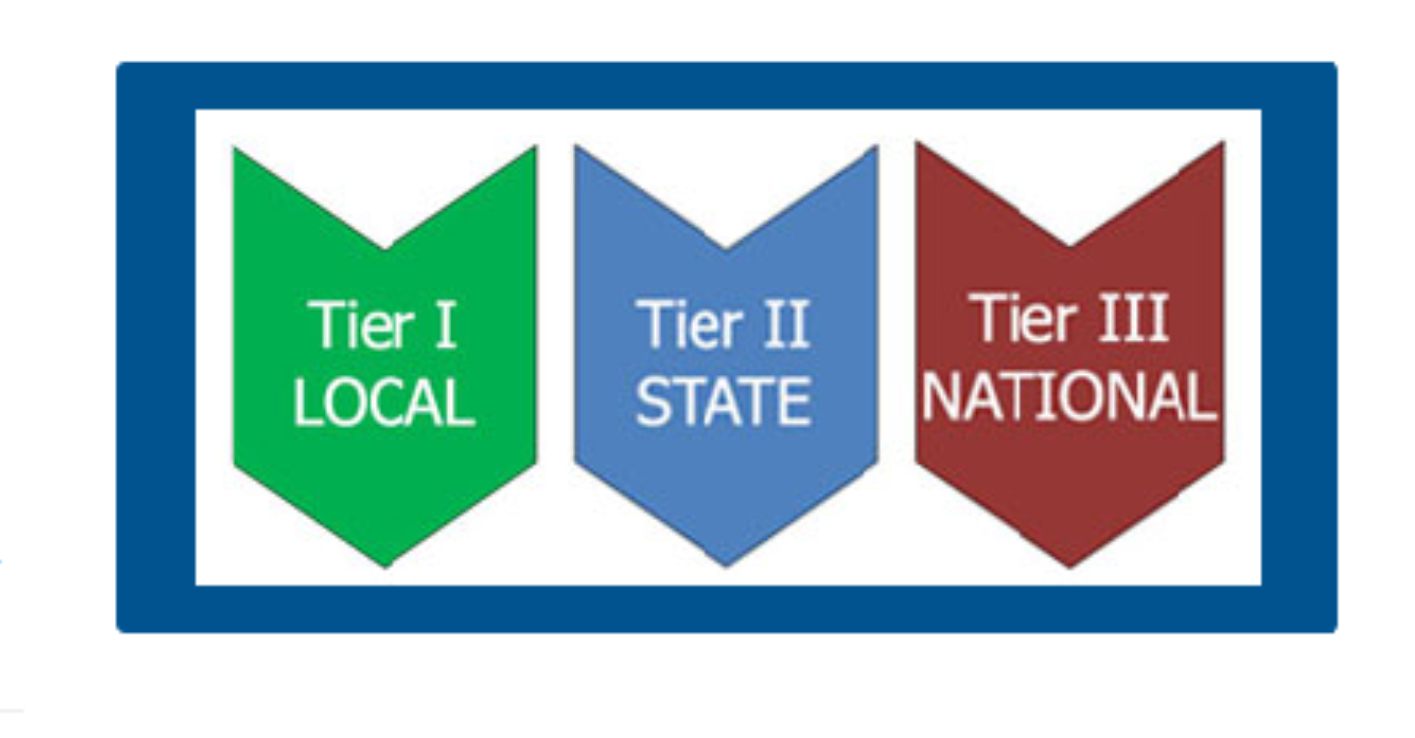 Tier I
LOCAL
Tier II
STATE
Tier III
NATIONAL